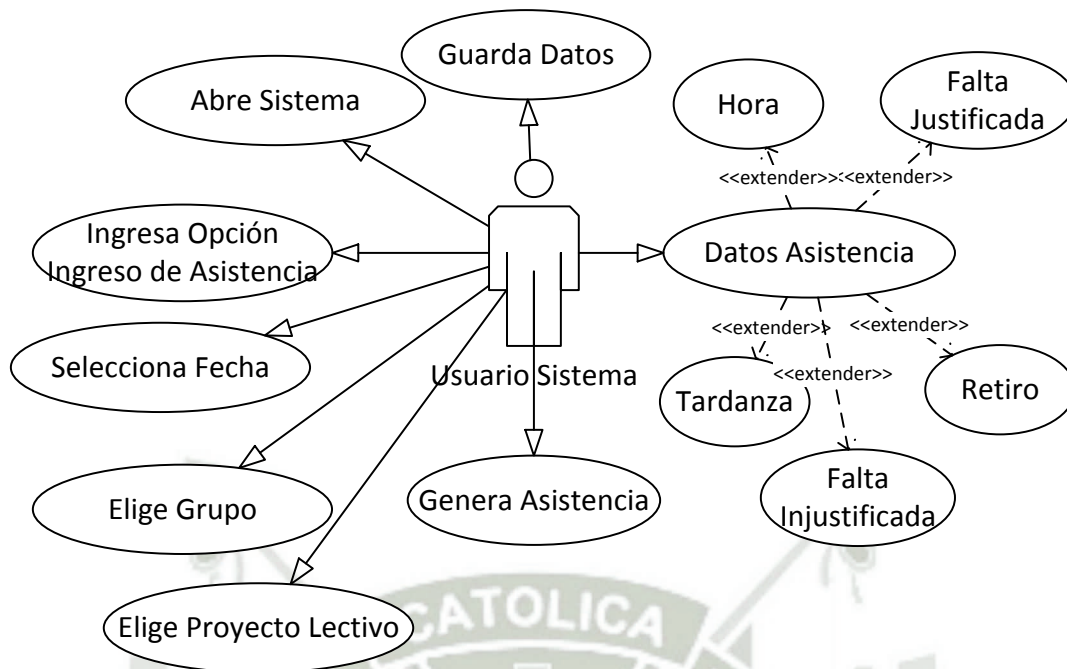 Guarda Datos
Abre Sistema
Hora
Falta
Justificada
<<extender>>
<<extender>>
Ingresa Opción
Ingreso de Asistencia
Datos Asistencia
<<extender>>
<<extender>>
Selecciona Fecha
Usuario Sistema
<<extender>>
Tardanza
Retiro
Elige Grupo
Genera Asistencia
Falta
Injustificada
Elige Proyecto Lectivo
CATOLICA